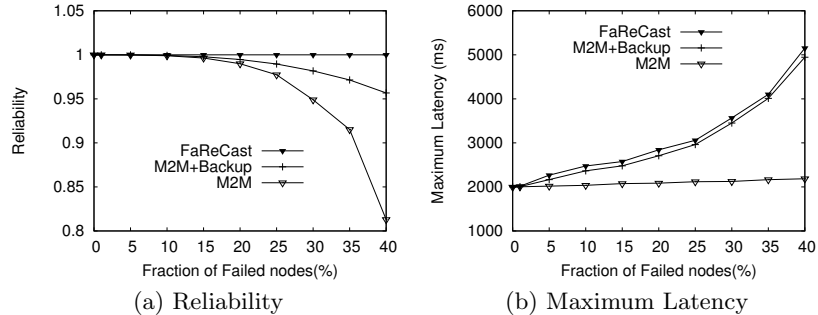 1.05
1
0.95
0.9
0.85
0.8
Reliability
FaReCast
M2M+Backup
M2M
0 5 10 15 20 25 30 35 40
Fraction of Failed nodes(%)
(a) Reliability
6000
5000
4000
3000
2000
1000
Maximum Latency (ms)
FaReCast
M2M+Backup
M2M
0 5 10 15 20 25 30 35 40
Fraction of Failed nodes(%)
(b) Maximum Latency